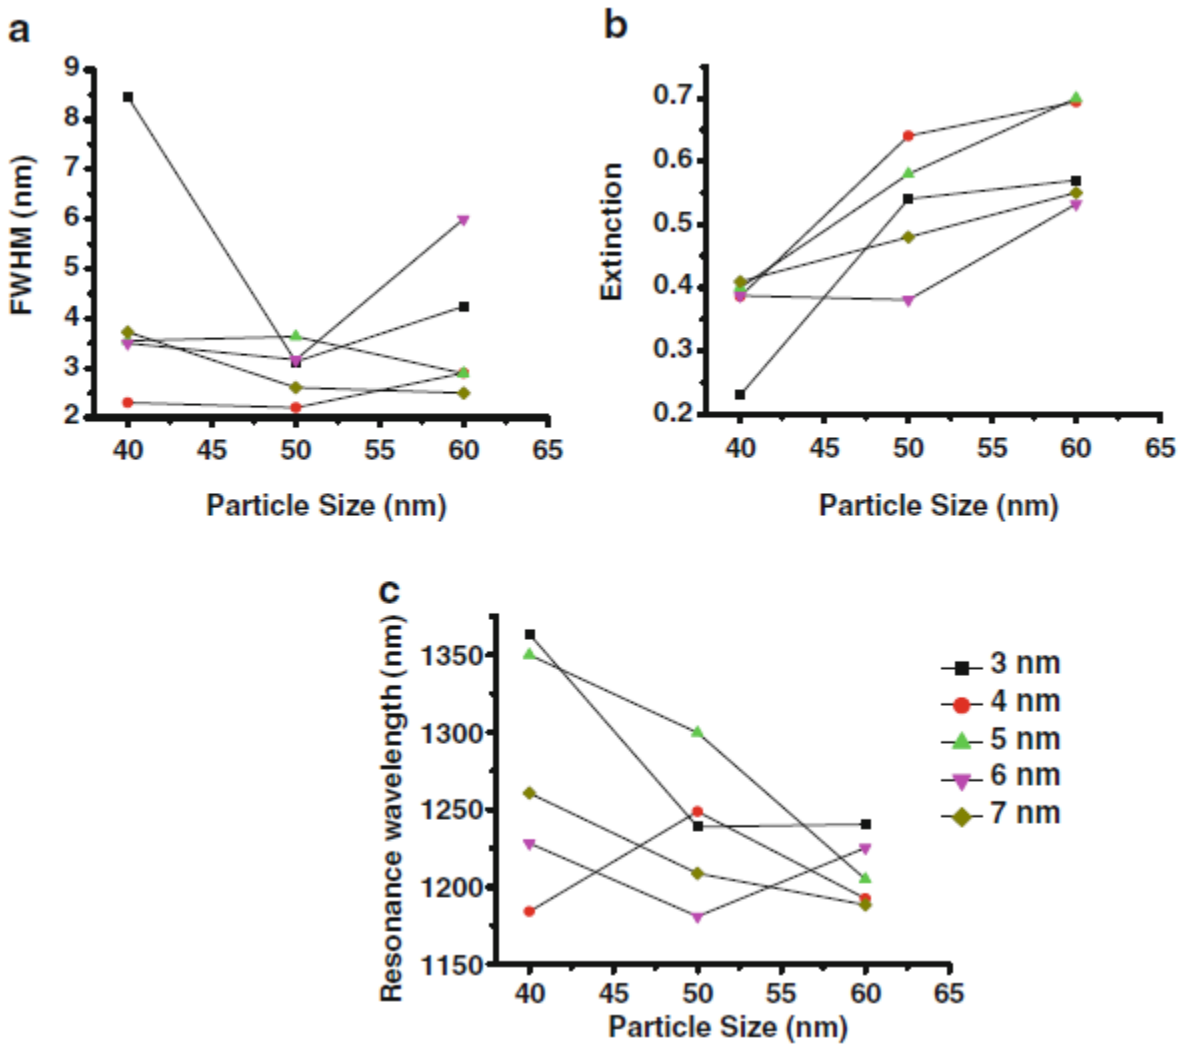 a
FWHM (nm)
9
8
7
6
5
4
3
2
40 45 50 55 60 65
Particle Size (nm)
b
Extinction
0.7
0.6
0.5
0.4
0.3
0.2
40 45 50 55 60 65
Particle Size (nm)
c
Resonance wavelength (nm)
1350
1300
1250
1200
1150
40 45 50 55 60 65
Particle Size (nm)
3 nm
4 nm
5 nm
6 nm
7 nm